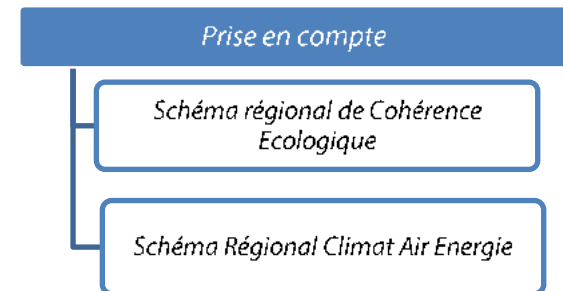 Prise en compte
Schéma régional de Cohérence
Ecologique
Schéma Régional Climat Air Energie